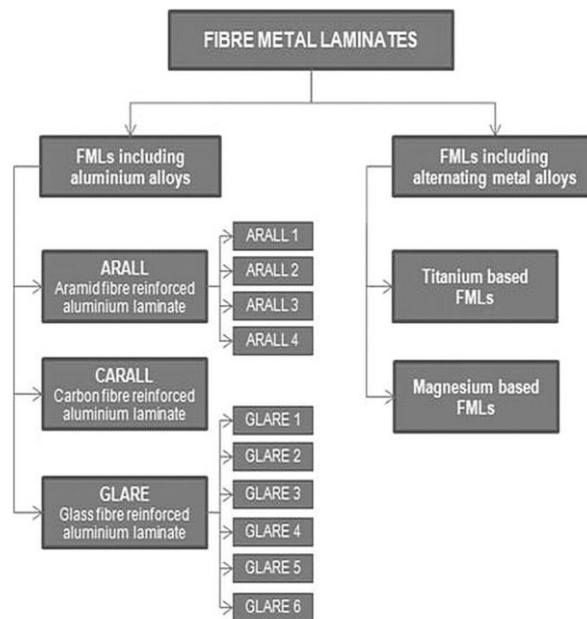 FIBRE METAL LAMINATES
FMLs including
aluminium alloys
FMLs including
alternating metal alloys
ARALL
Aramid fibre reinforced
aluminium laminate
ARALL 1
ARALL 2
ARALL 3
ARALL 4
Titanium based
FMLs
CARALL
Carbon fibre reinforced
aluminium laminate
Magnesium based
FMLs
GLARE
Glass fibre reinforced
aluminium laminate
GLARE 1
GLARE 2
GLARE 3
GLARE 4
GLARE 5
GLARE 6